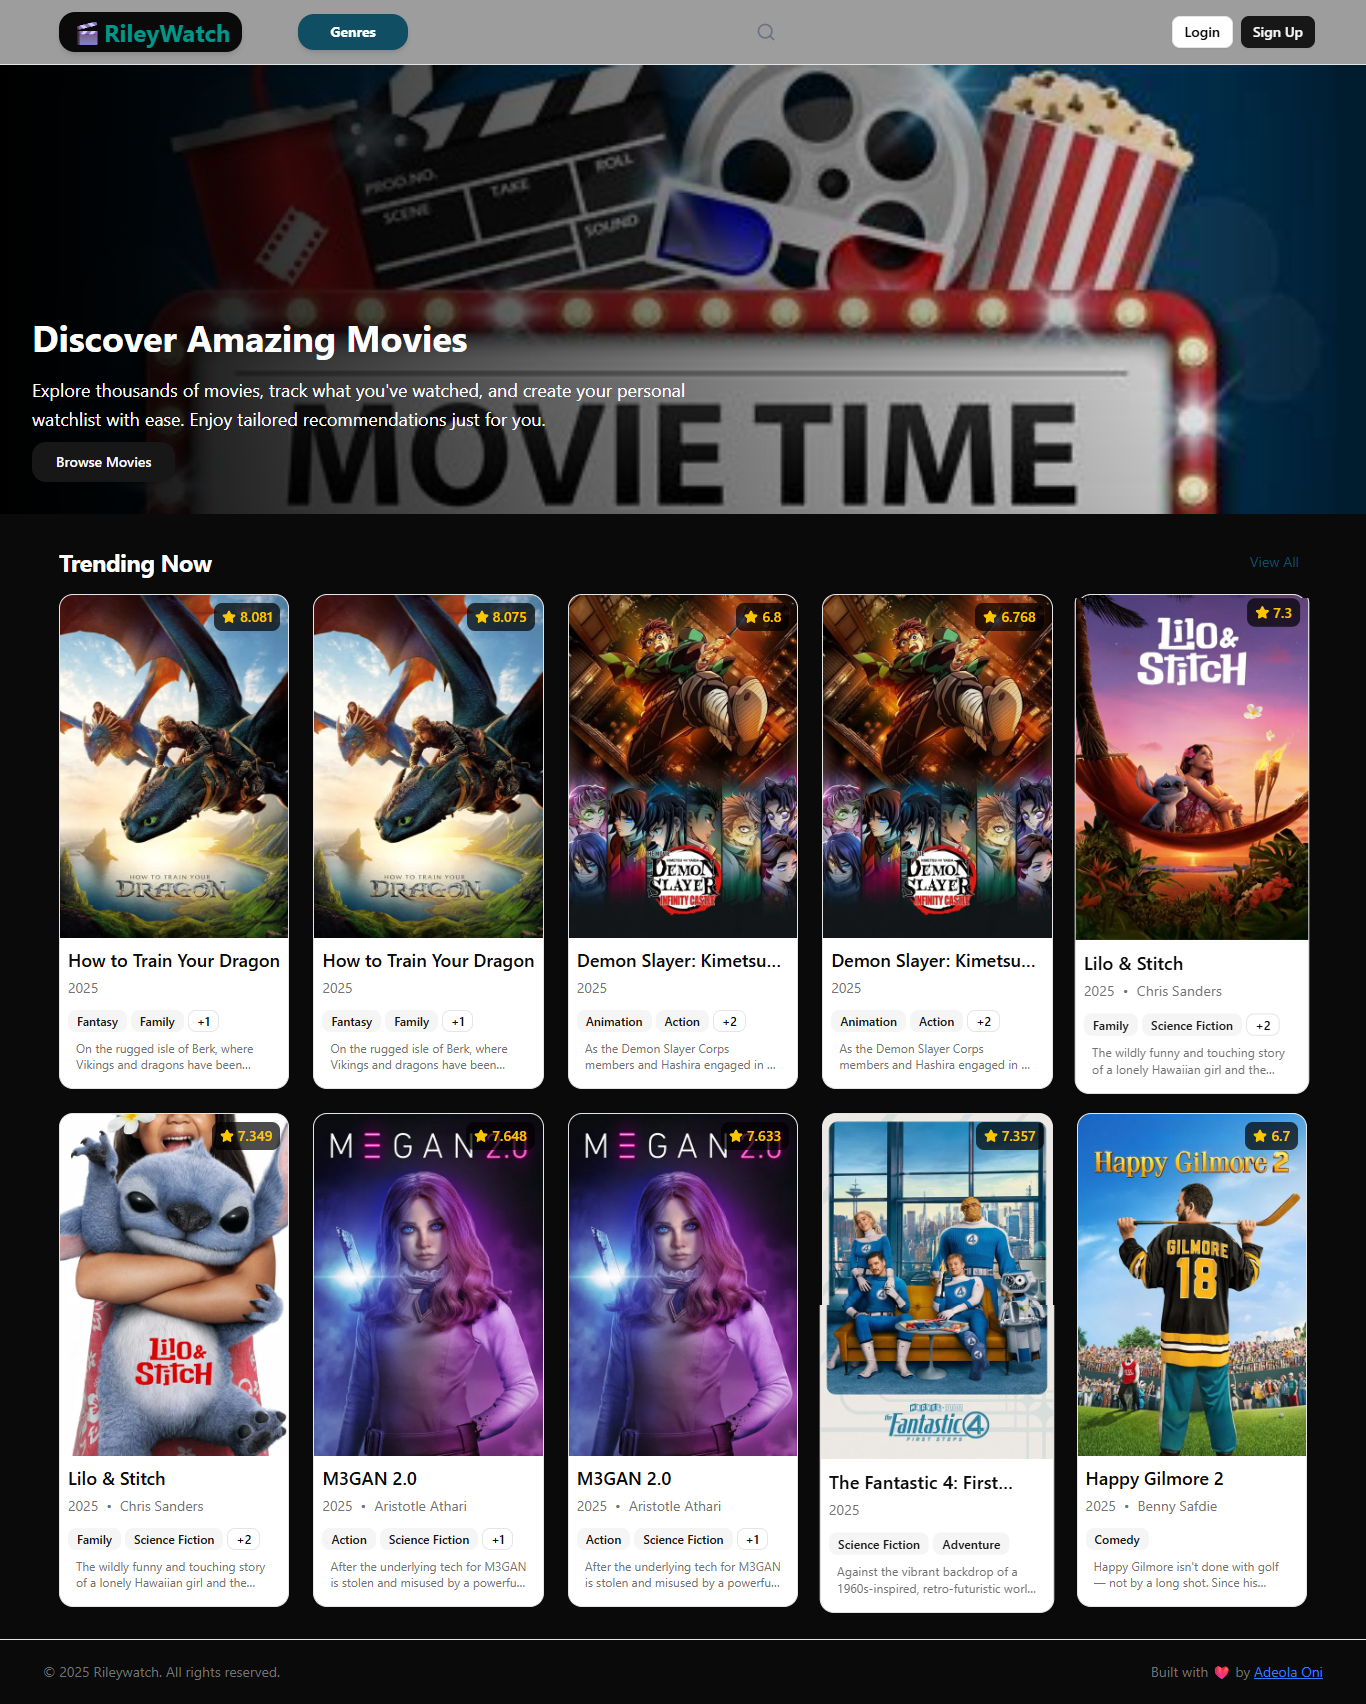 RileyWatch
Genres
Login
Sign Up
PROD.NO.
SCENE
TAKE
ROLL
SOUND
MOVIE TIME
Discover Amazing Movies
Explore thousands of movies, track what you've watched, and create your personal
watchlist with ease. Enjoy tailored recommendations just for you.
Browse Movies
Trending Now
View All
8.081
HOW TO TRAIN YOUR
DRAGON
How to Train Your Dragon
2025
Fantasy Family +1
On the rugged isle of Berk, where
Vikings and dragons have been...
8.075
HOW TO TRAIN YOUR
DRAGON
How to Train Your Dragon
2025
Fantasy Family +1
On the rugged isle of Berk, where
Vikings and dragons have been...
6.8
DEMON
SLAYER
INFINITY CASTLE
Demon Slayer: Kimetsu...
2025
Animation Action +2
As the Demon Slayer Corps
members and Hashira engaged in ...
6.768
DEMON
SLAYER
INFINITY CASTLE
Demon Slayer: Kimetsu...
2025
Animation Action +2
As the Demon Slayer Corps
members and Hashira engaged in ...
7.3
Lilo &
Stitch
Lilo & Stitch
2025 • Chris Sanders
Family Science Fiction +2
The wildly funny and touching story
of a lonely Hawaiian girl and the...
7.349
Lilo &
Stitch
Lilo & Stitch
2025 • Chris Sanders
Family Science Fiction +2
The wildly funny and touching story
of a lonely Hawaiian girl and the...
7.648
MΞGAN 2.0
M3GAN 2.0
2025 • Aristotle Athari
Action Science Fiction +1
After the underlying tech for M3GAN
is stolen and misused by a powerfu...
7.633
MΞGAN 2.0
M3GAN 2.0
2025 • Aristotle Athari
Action Science Fiction +1
After the underlying tech for M3GAN
is stolen and misused by a powerfu...
7.357
4
Fantastic 4
FIRST STEPS
The Fantastic 4: First...
2025
Science Fiction Adventure
Against the vibrant backdrop of a
1960s-inspired, retro-futuristic worl...
6.7
Happy Gilmore 2
GILMORE
18
Happy Gilmore 2
2025 • Benny Safdie
Comedy
Happy Gilmore isn't done with golf
— not by a long shot. Since his...
© 2025 Rileywatch. All rights reserved.
Built with ❤️ by Adeola Oni